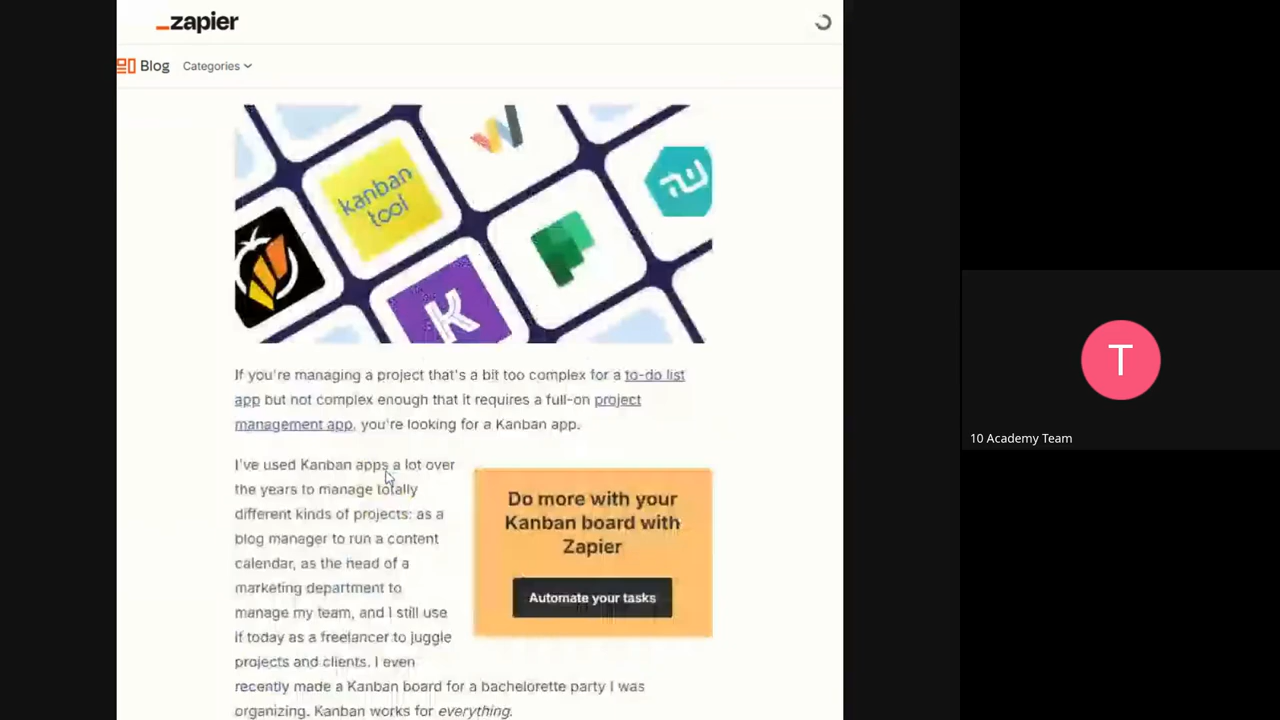 zapier
Blog
Categories
kanban
tool
If you're managing a project that's a bit too complex for a to-do list
app but not complex enough that it requires a full-on project
management app, you're looking for a Kanban app.
I've used Kanban apps a lot over
the years to manage totally
different kinds of projects: as a
blog manager to run a content
calendar, as the head of a
marketing department to
manage my team, and I still use
it today as a freelancer to juggle
projects and clients. I even
recently made a Kanban board for a bachelorette party I was
organizing. Kanban works for everything.
Do more with your
Kanban board with
Zapier
Automate your tasks
T
10 Academy Team